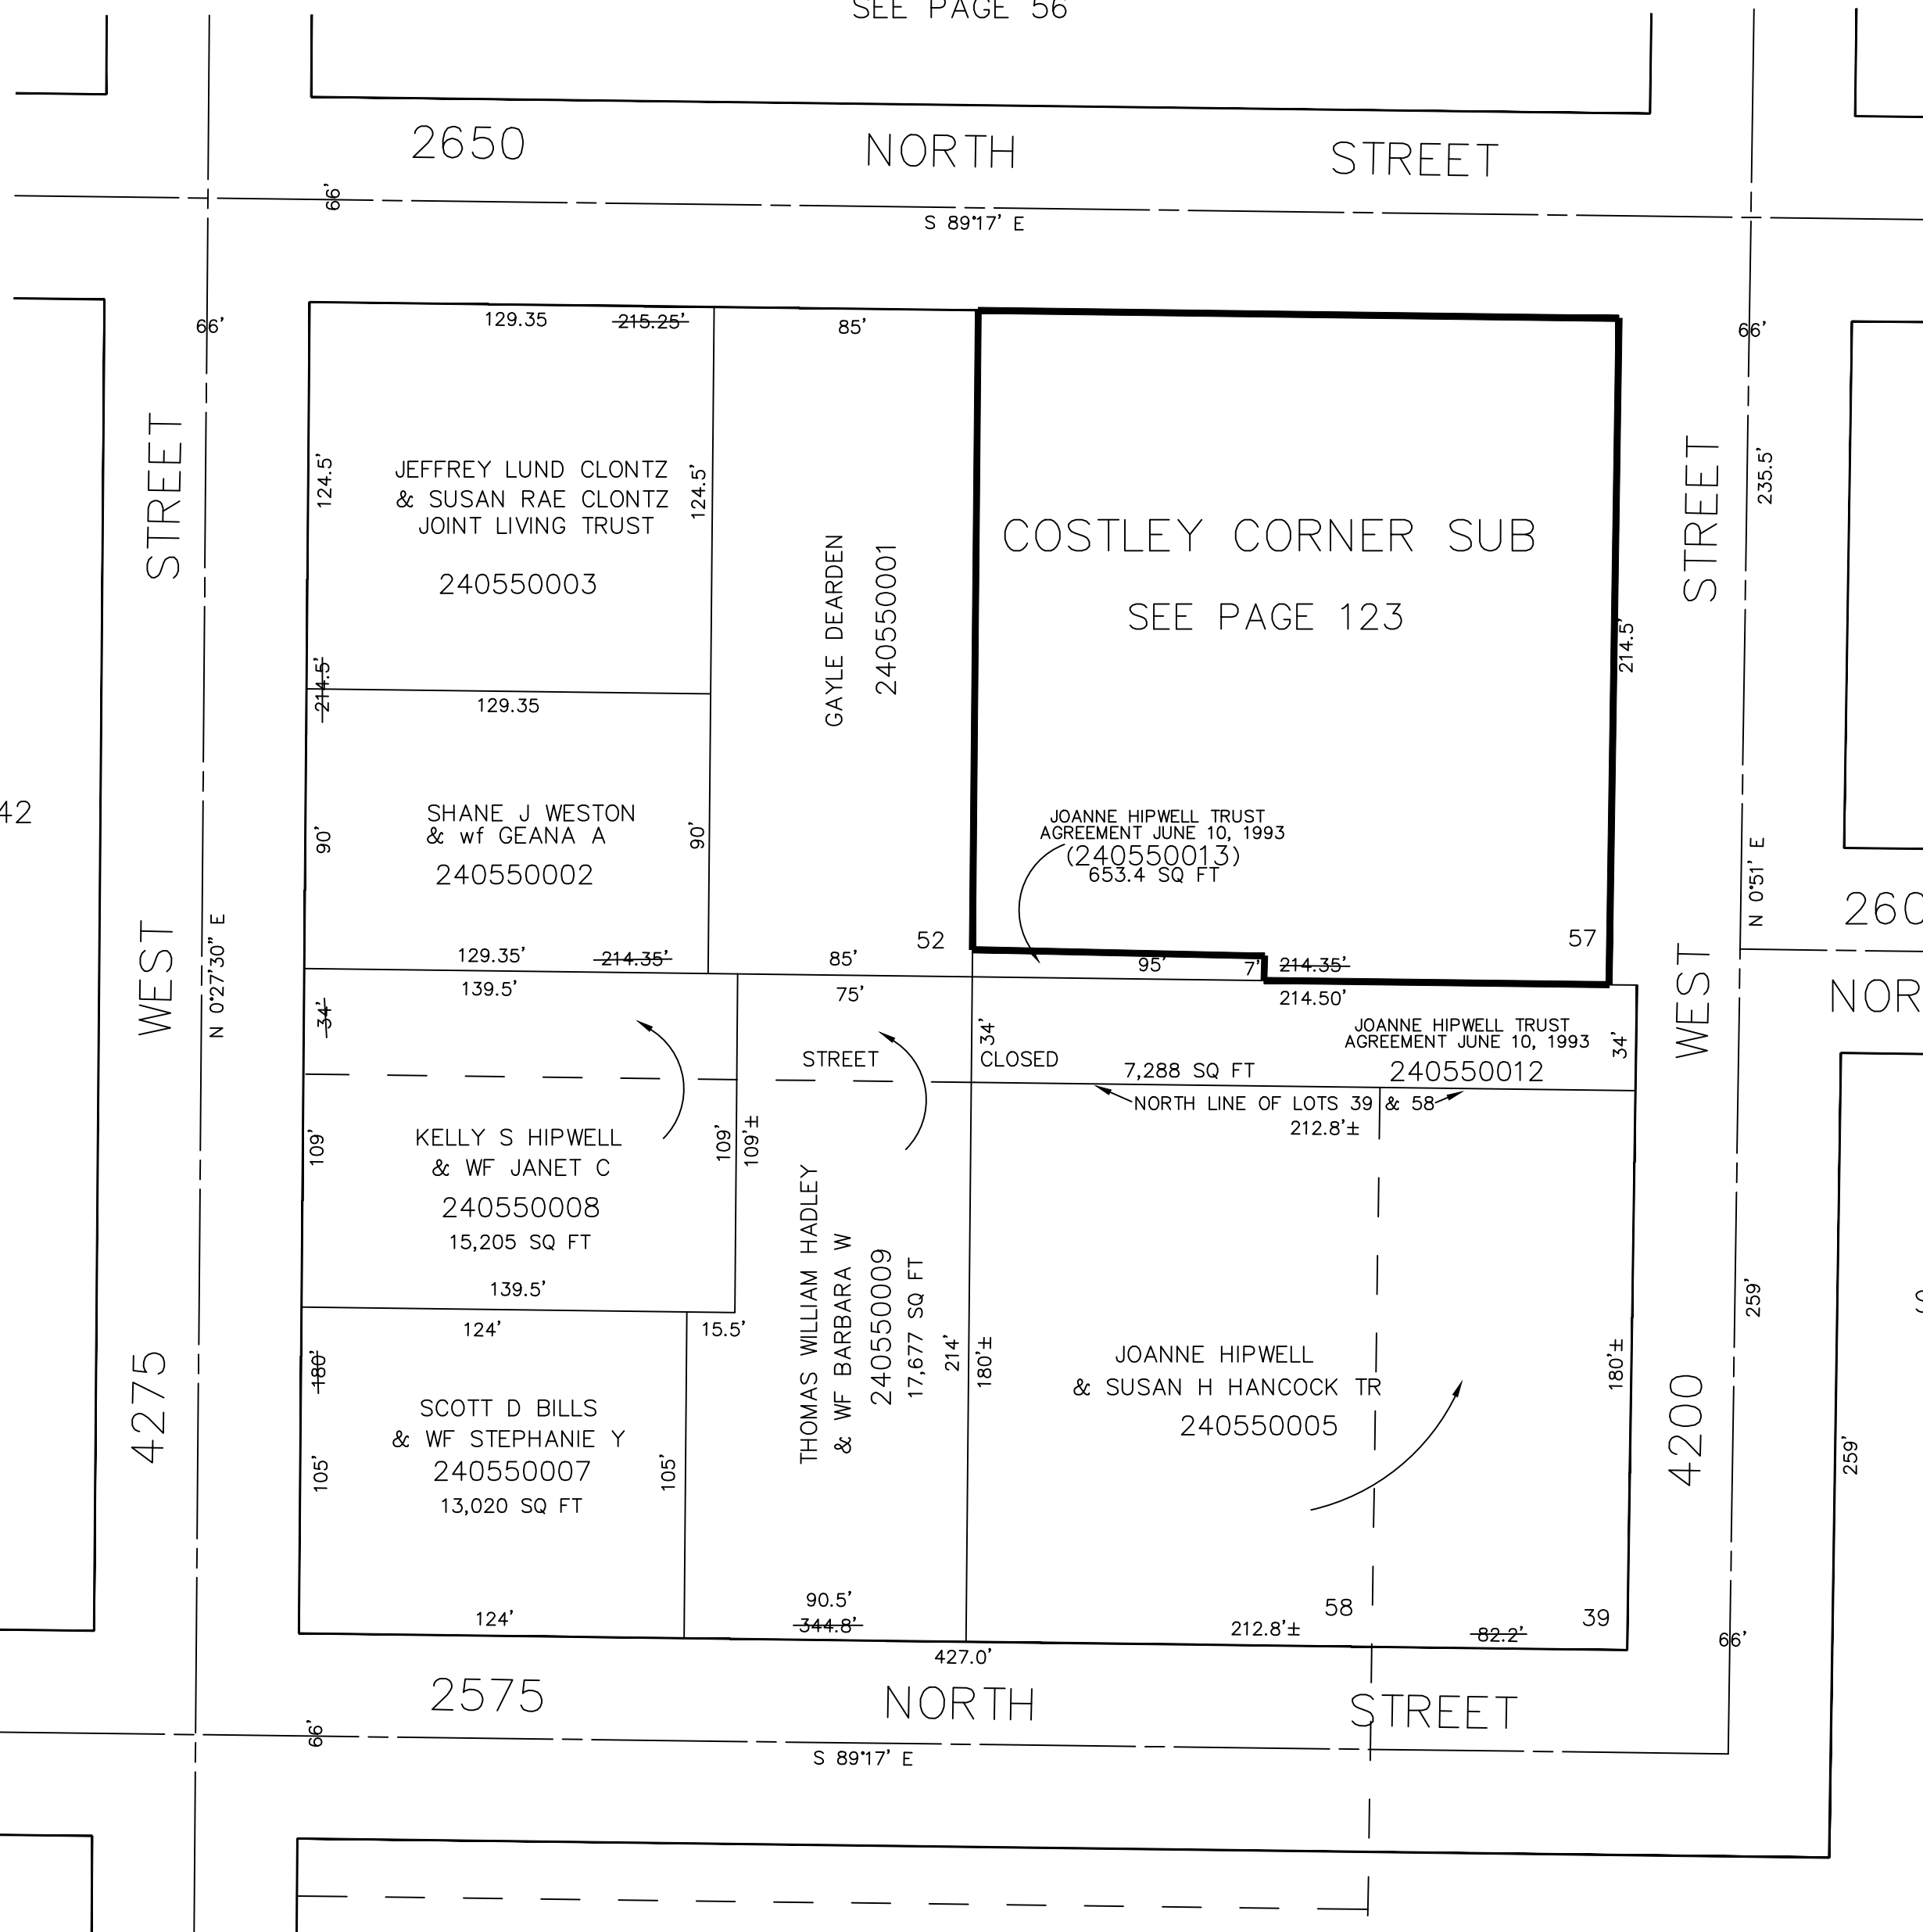 SEE PAGE 56
2650 NORTH STREET
66'
S 89°17' E
66'
129.35
215.25'
85'
66'
STREET
124.5'
JEFFREY LUND CLONTZ
& SUSAN RAE CLONTZ
JOINT LIVING TRUST
240550003
124.5'
GAYLE DEARDEN
240550001
COSTLEY CORNER SUB
SEE PAGE 123
STREET
235.5'
214.5'
214.5'
129.35
42
90'
SHANE J WESTON
& wf GEANA A
240550002
90'
JOANNE HIPWELL TRUST
AGREEMENT JUNE 10, 1993
(240550013)
653.4 SQ FT
N 0°51' E
260
WEST
N 0°27'30" E
129.35'
214.35'
85'
52
95'
7'
214.35'
57
WEST
NOR
139.5'
75'
214.50'
34'
34'
STREET CLOSED
7,288 SQ FT
JOANNE HIPWELL TRUST
AGREEMENT JUNE 10, 1993
240550012
34'
NORTH LINE OF LOTS 39 & 58
212.8'±
109'
KELLY S HIPWELL
& WF JANET C
240550008
15,205 SQ FT
139.5'
109'
109'±
THOMAS WILLIAM HADLEY
& WF BARBARA W
240550009
17,677 SQ FT
214'
180'±
259'
124'
15.5'
180'
4275
SCOTT D BILLS
& WF STEPHANIE Y
240550007
13,020 SQ FT
105'
105'
JOANNE HIPWELL
& SUSAN H HANCOCK TR
240550005
180'±
4200
259'
124'
90.5'
344.8'
427.0'
212.8'±
58
82.2'
39
66'
2575 NORTH STREET
66'
S 89°17' E